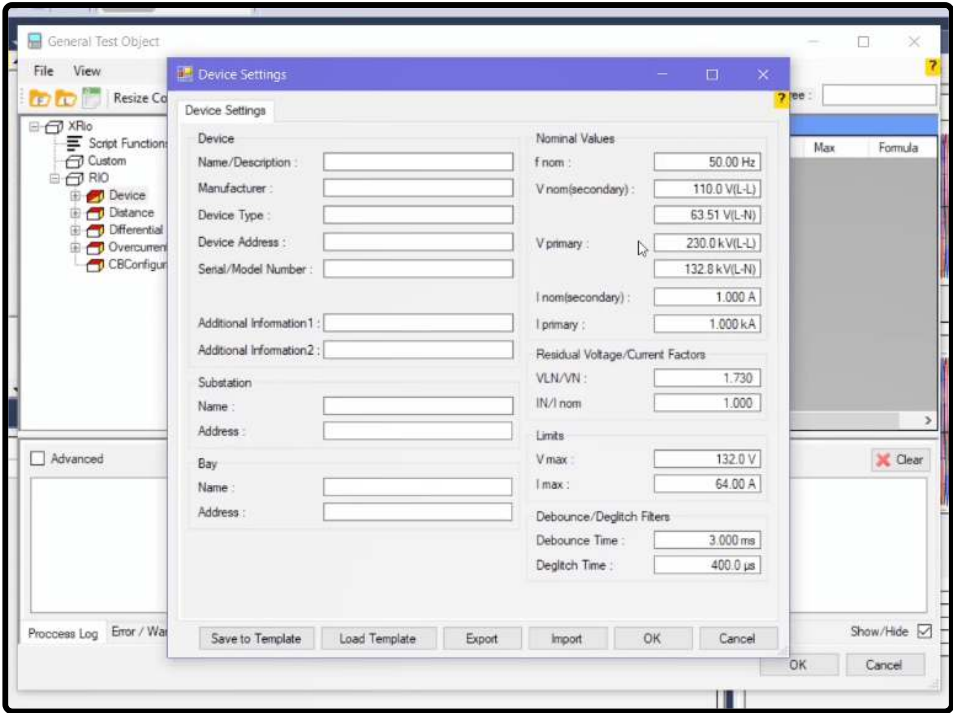 General Test Object
File View
?
Resize Co
ree :
XRio
Script Function
Custom
RIO
Device
Distance
Differential
Overcurren
CBConfigur
Max Formula
Device Settings
?
Device Settings
Device
Name/Description :
Manufacturer :
Device Type :
Device Address :
Serial/Model Number :
Additional Information1 :
Additional Information2 :
Substation
Name :
Address :
Bay
Name :
Address :
Nominal Values
f nom : 50.00 Hz
V nom(secondary) : 110.0 V(L-L)
63.51 V(L-N)
V primary : 230.0 kV(L-L)
132.8 kV(L-N)
I nom(secondary) : 1.000 A
I primary : 1.000 kA
Residual Voltage/Current Factors
VLN/VN : 1.730
IN/I nom 1.000
Limits
V max : 132.0 V
I max : 64.00 A
Debounce/Deglitch Filters
Debounce Time : 3.000 ms
Deglitch Time : 400.0 µs
Save to Template Load Template Export Import OK Cancel
Advanced
Clear
Proccess Log Error / Wa
Show/Hide
OK Cancel